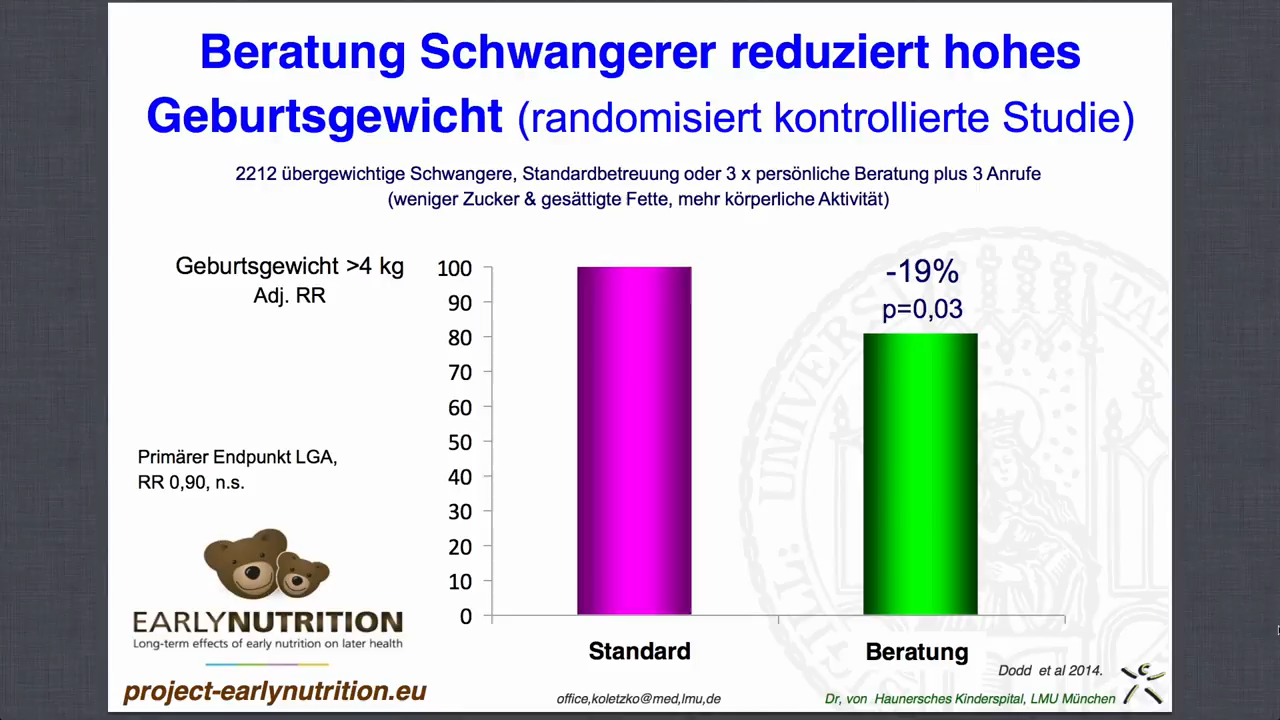 Beratung Schwangerer reduziert hohes
Geburtsgewicht (randomisiert kontrollierte Studie)
2212 übergewichtige Schwangere, Standardbetreuung oder 3 x persönliche Beratung plus 3 Anrufe
(weniger Zucker & gesättigte Fette, mehr körperliche Aktivität)
Geburtsgewicht >4 kg
Adj. RR
100
90
80
70
60
50
40
30
20
10
0
-19%
p=0,03
Primärer Endpunkt LGA,
RR 0,90, n.s.
EARLYNUTRITION
Long-term effects of early nutrition on later health
project-earlynutrition.eu
Standard
Beratung
Dodd et al 2014.
office,koletzko@med,lmu,de
Dr, von Haunersches Kinderspital, LMU München